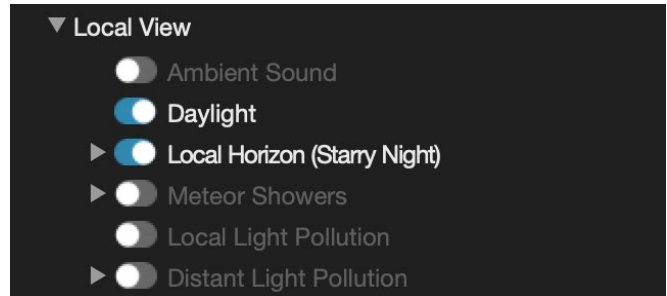 Local View
Ambient Sound
Daylight
Local Horizon (Starry Night)
Meteor Showers
Local Light Pollution
Distant Light Pollution